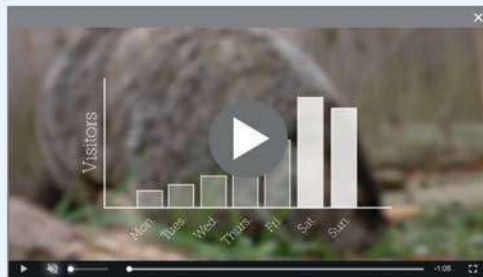 Visitors
Mon.
Tues.
Wed.
Thurs.
Fri
Sat.
Sun.
-1:05